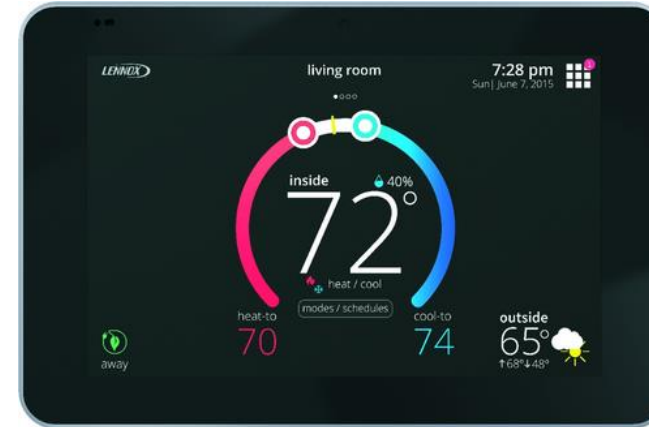 LENNOX
living room
7:28 pm
Sun| June 7, 2015
1
inside
40%
72°
heat / cool
modes / schedules
heat-to
70
cool-to
74
outside
65°
↑68°↓48°
away